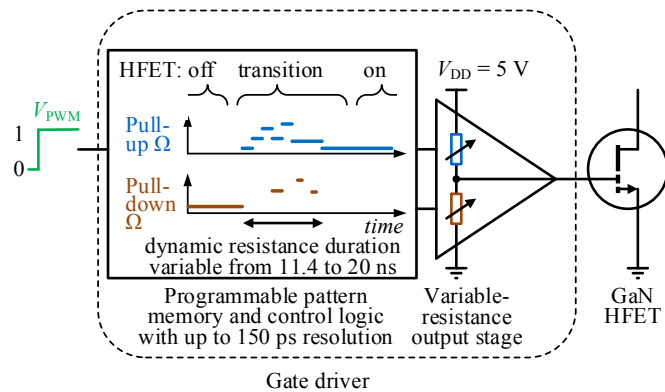 HFET: off transition on
V_DD = 5 V
V_PWM
1
0
Pull-
up Ω
Pull-
down
Ω
time
dynamic resistance duration
variable from 11.4 to 20 ns
Programmable pattern
memory and control logic
with up to 150 ps resolution
Variable-
resistance
output stage
GaN
HFET
Gate driver